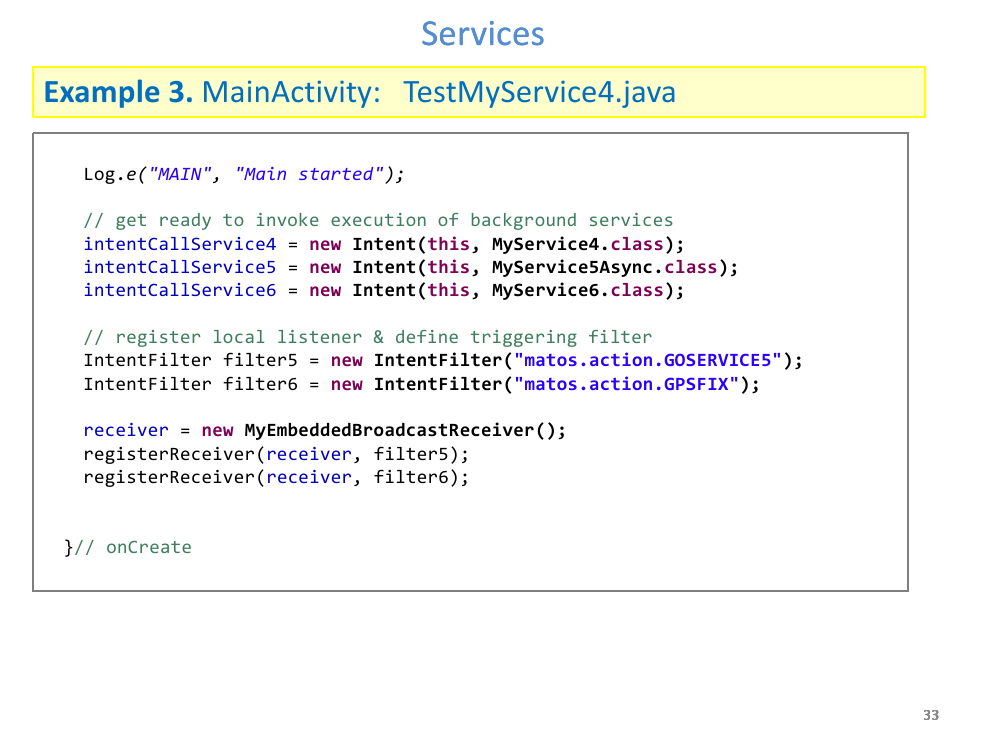 Services
Example 3. MainActivity: TestMyService4.java
Log.e("MAIN", "Main started");
// get ready to invoke execution of background services
intentCallService4 = new Intent(this, MyService4.class);
intentCallService5 = new Intent(this, MyService5Async.class);
intentCallService6 = new Intent(this, MyService6.class);
// register local listener & define triggering filter
IntentFilter filter5 = new IntentFilter("matos.action.GOSERVICE5");
IntentFilter filter6 = new IntentFilter("matos.action.GPSFIX");
receiver = new MyEmbeddedBroadcastReceiver();
registerReceiver(receiver, filter5);
registerReceiver(receiver, filter6);
}// onCreate
33